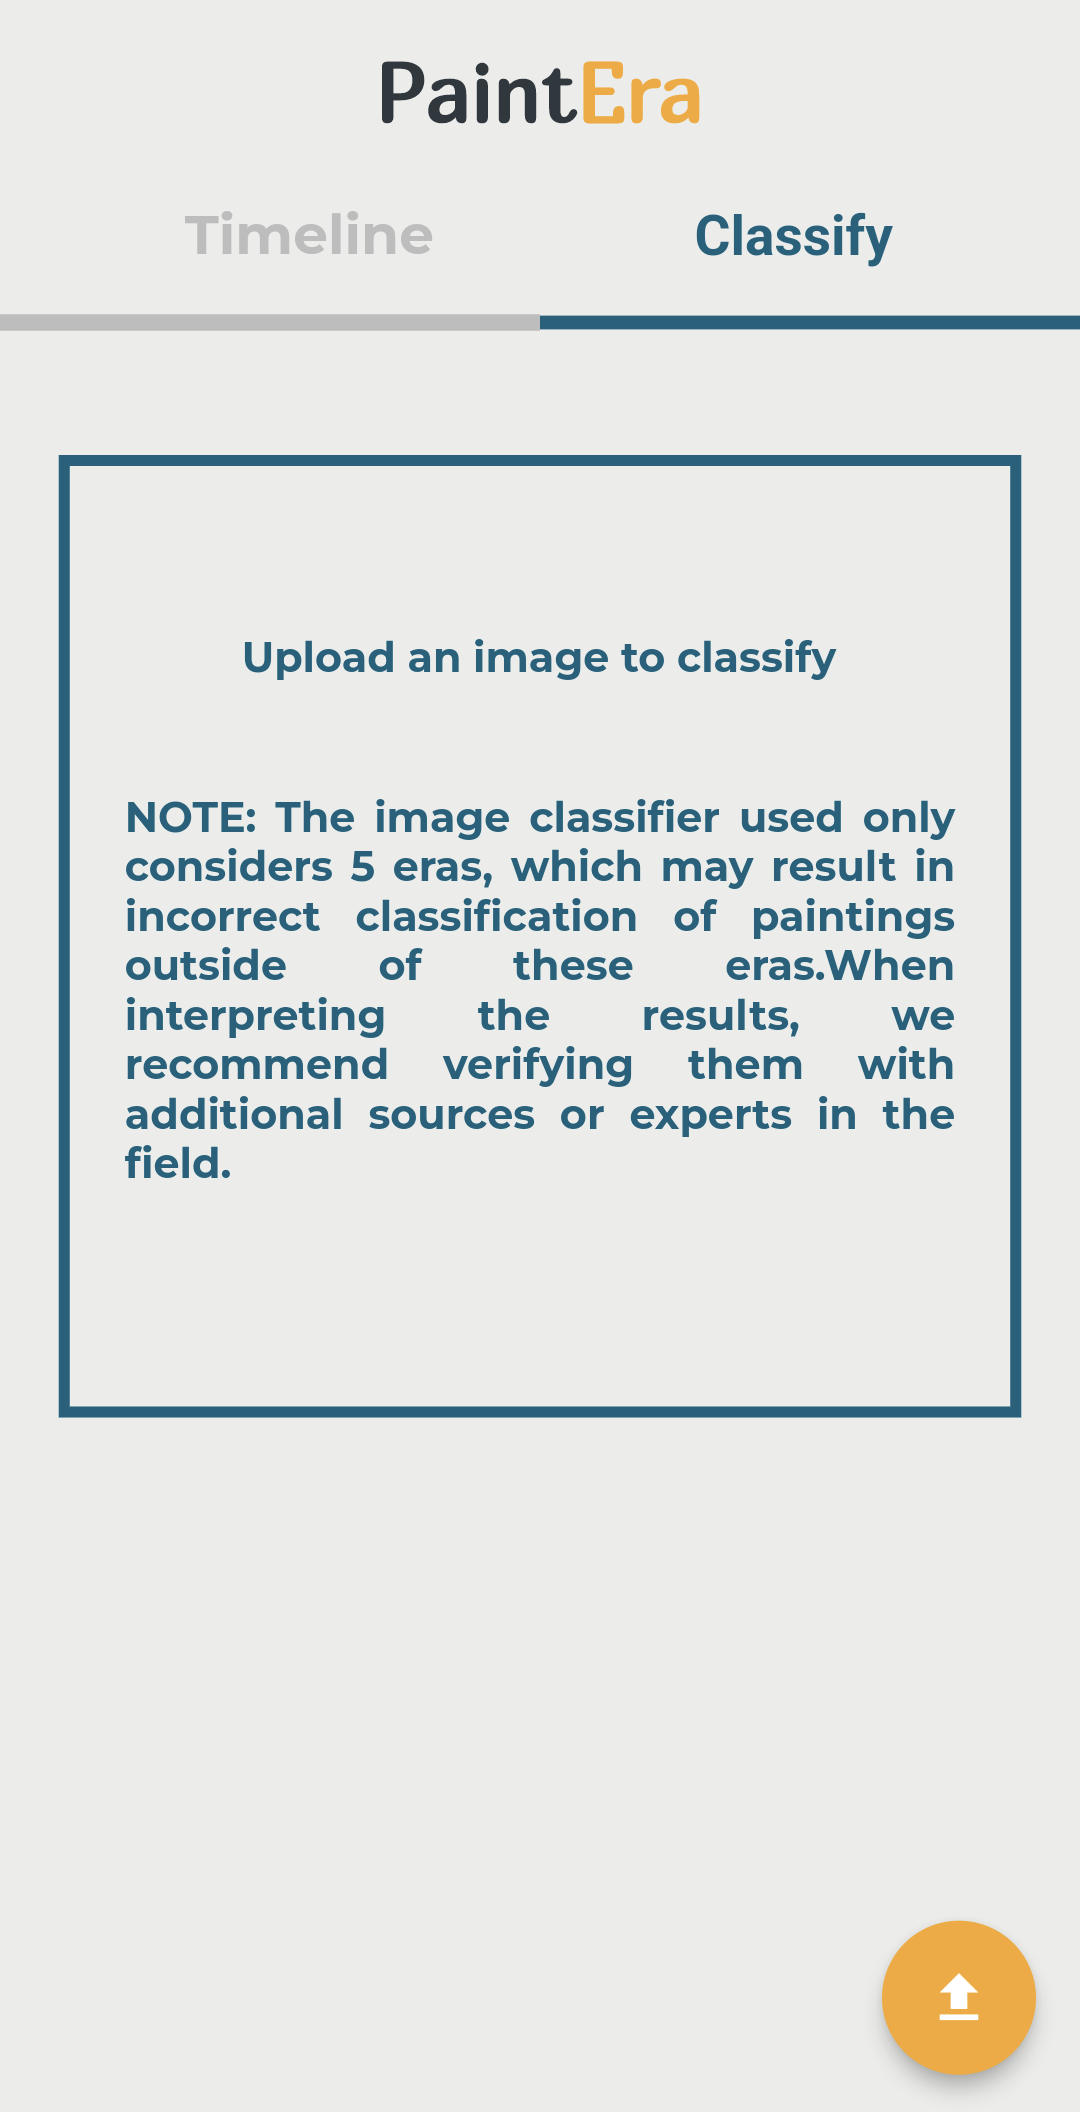 PaintEra
Timeline Classify
Upload an image to classify
NOTE: The image classifier used only
considers 5 eras, which may result in
incorrect classification of paintings
outside of these eras.When
interpreting the results, we
recommend verifying them with
additional sources or experts in the
field.